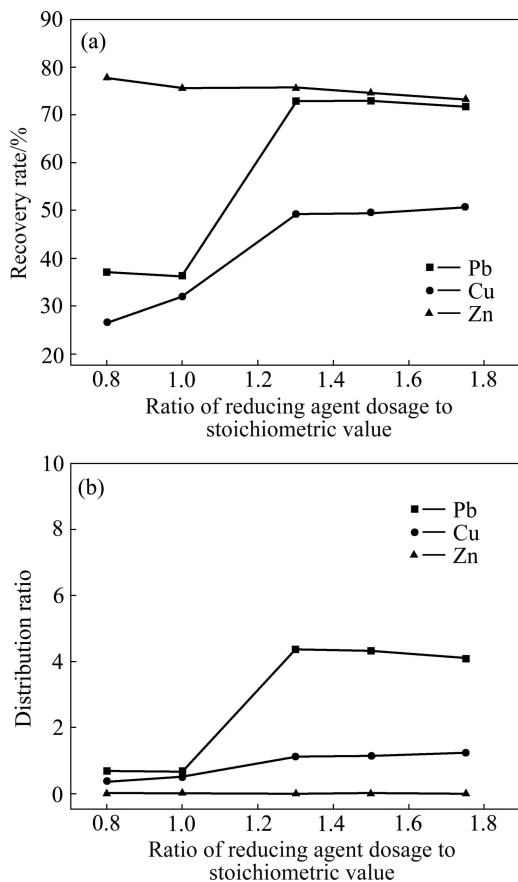 90
(a)
80
70
60
50
40
30
20
Recovery rate/%
Pb
Cu
Zn
0.8 1.0 1.2 1.4 1.6 1.8
Ratio of reducing agent dosage to
stoichiometric value
10
(b)
8
6
4
2
0
Distribution ratio
Pb
Cu
Zn
0.8 1.0 1.2 1.4 1.6 1.8
Ratio of reducing agent dosage to
stoichiometric value